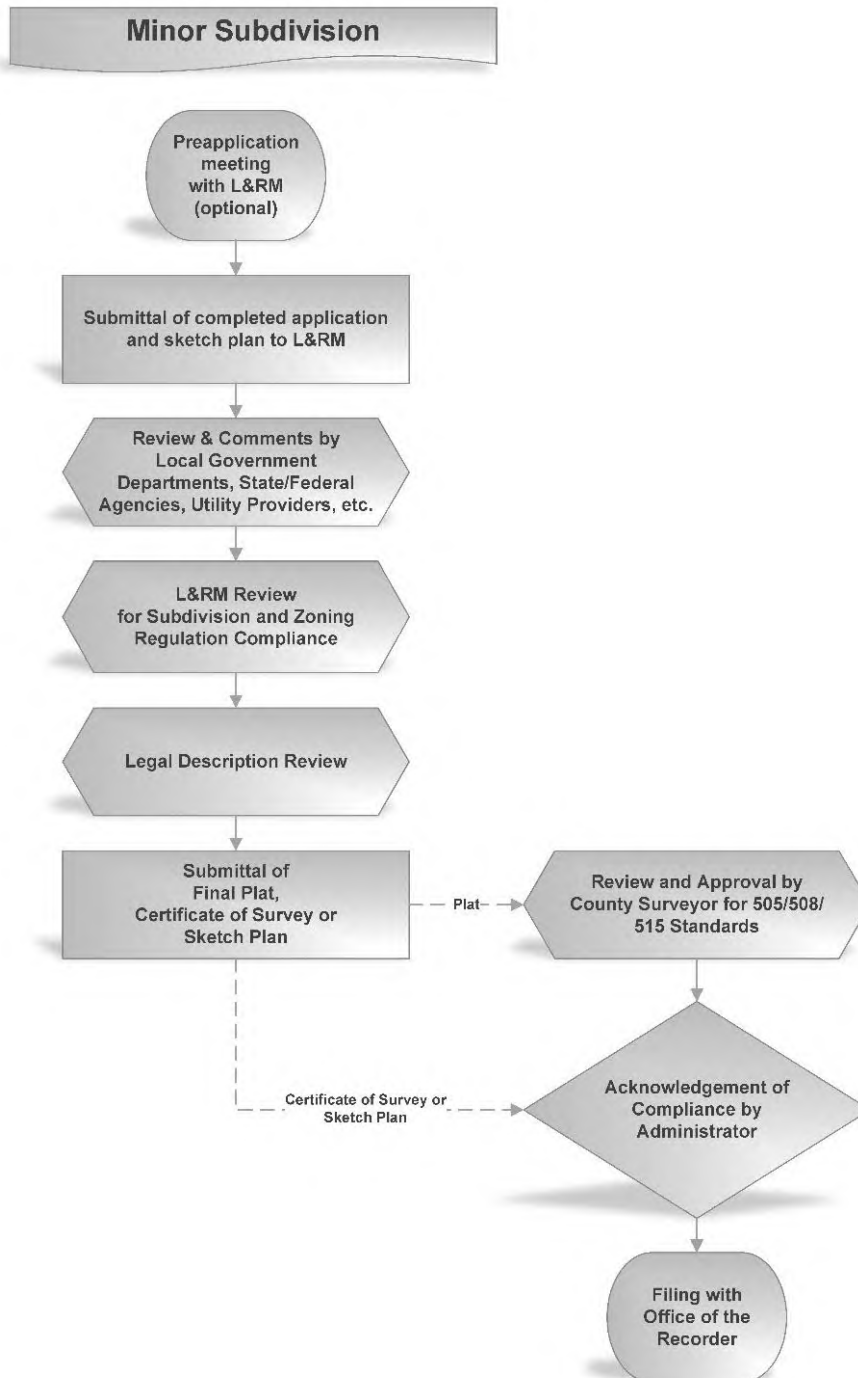 Minor Subdivision
Preapplication
meeting
with L&RM
(optional)
Submittal of completed application
and sketch plan to L&RM
Review & Comments by
Local Government
Departments, State/Federal
Agencies, Utility Providers, etc.
L&RM Review
for Subdivision and Zoning
Regulation Compliance
Legal Description Review
Submittal of
Final Plat,
Certificate of Survey or
Sketch Plan
Plat
Review and Approval by
County Surveyor for 505/508/
515 Standards
Certificate of Survey or
Sketch Plan
Acknowledgement of
Compliance by
Administrator
Filing with
Office of the
Recorder